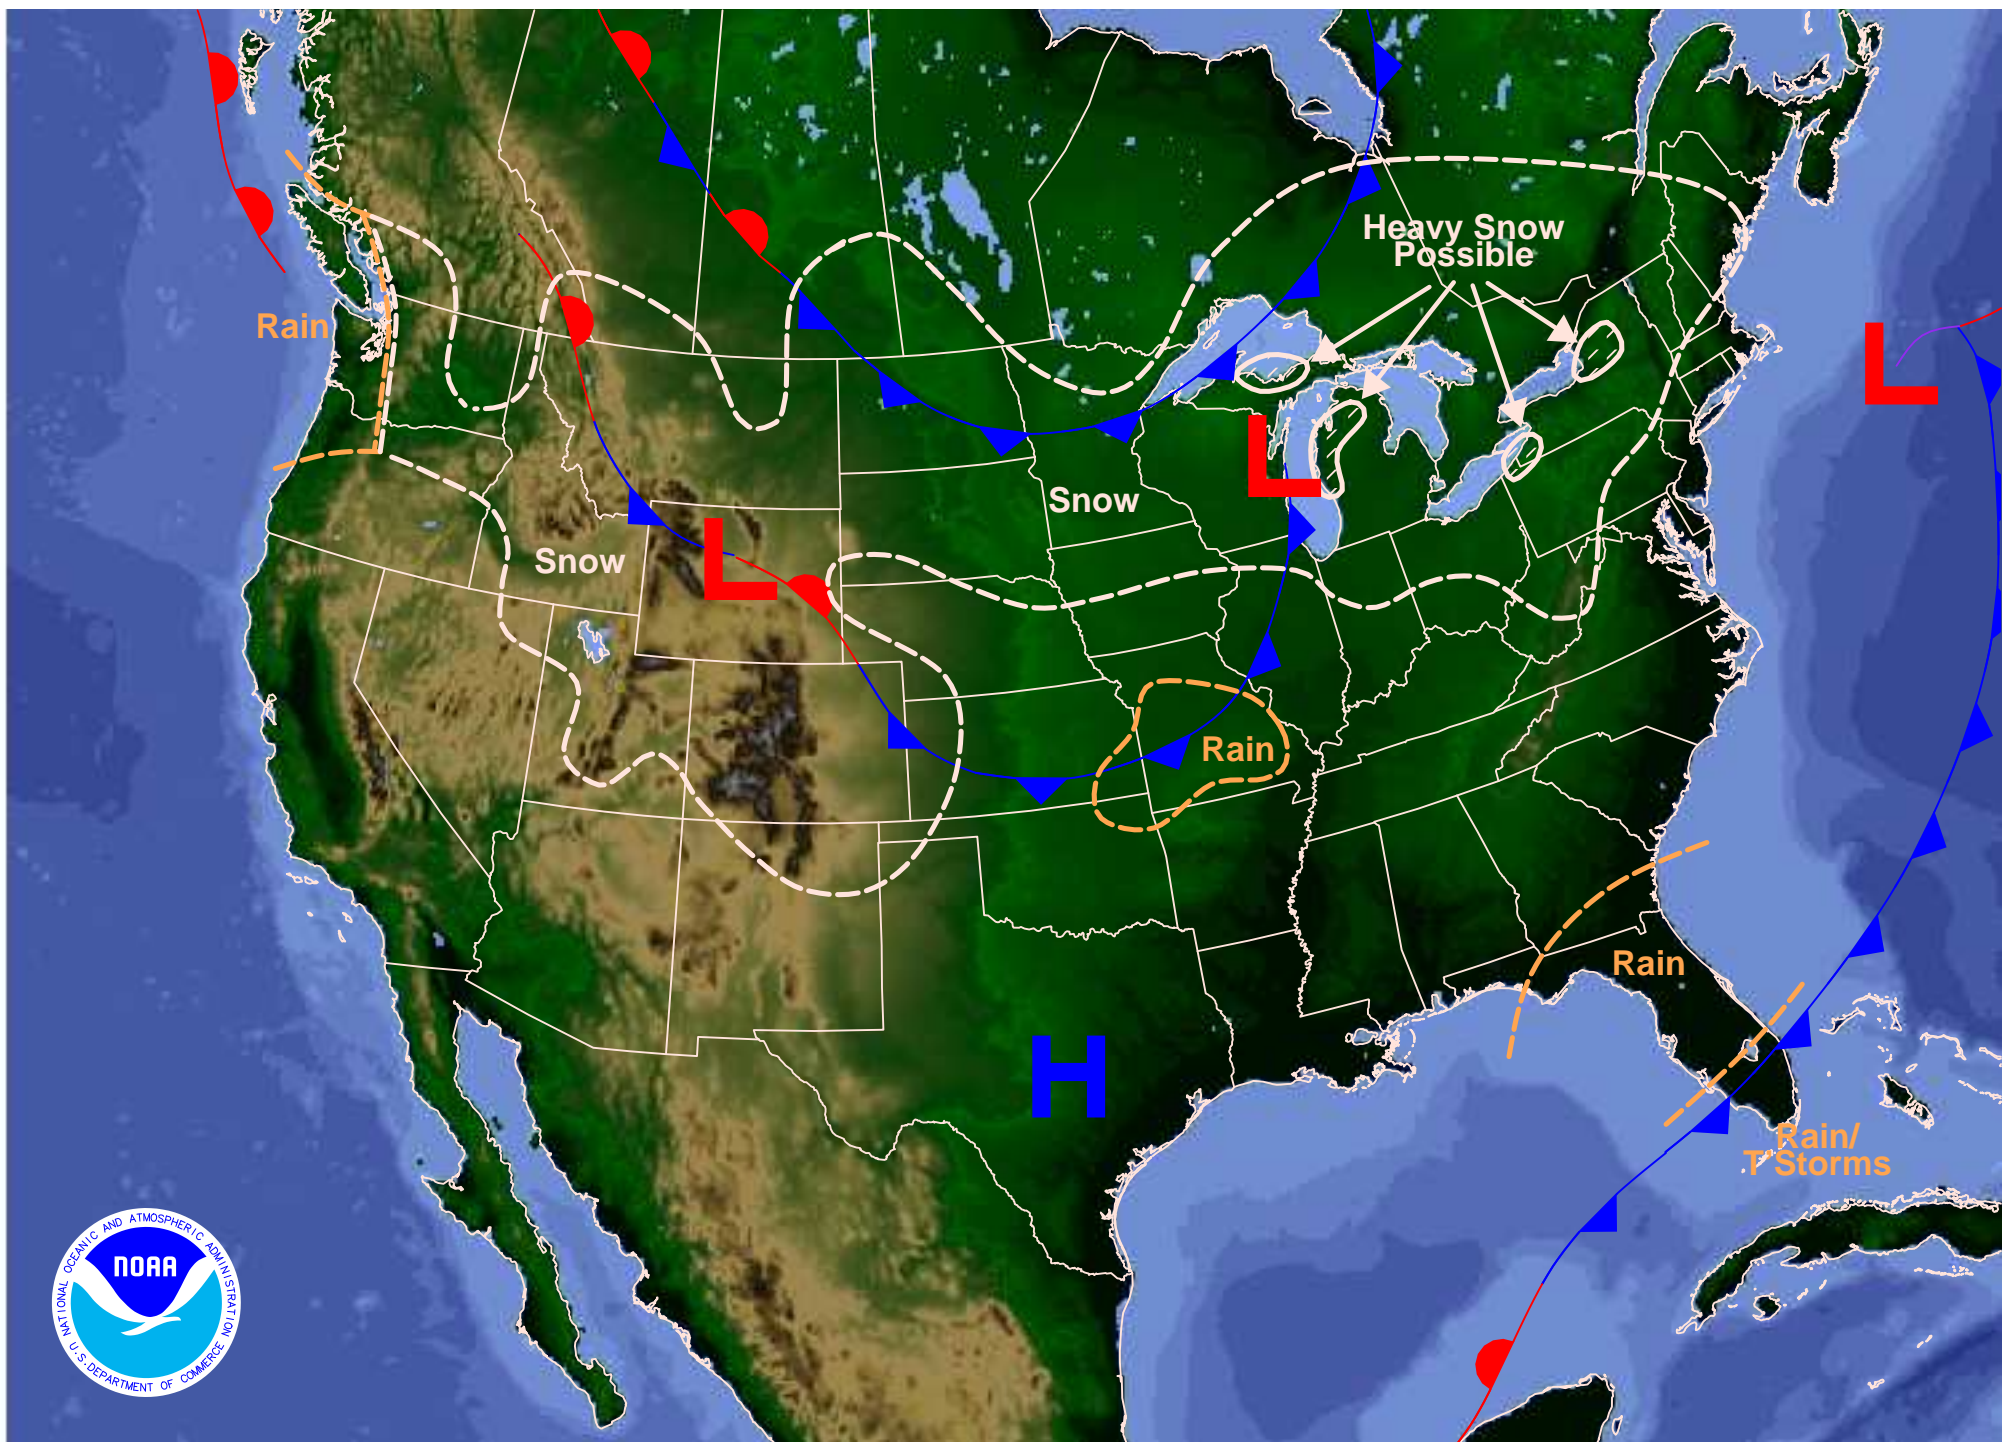 Heavy Snow
Possible
Rain
L
Snow
L
Snow
L
Rain
Rain
H
Rain/
T'Storms
NATIONAL OCEANIC AND ATMOSPHERIC ADMINISTRATION
NOAA
U.S. DEPARTMENT OF COMMERCE